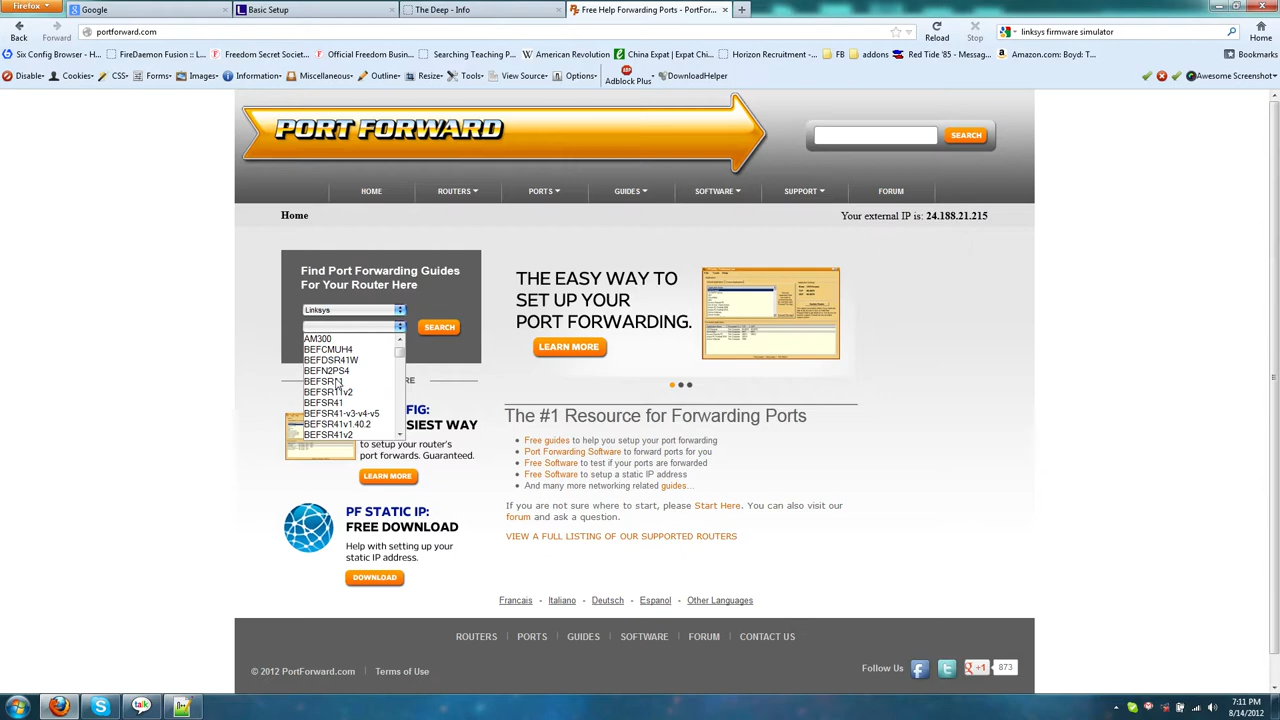 Firefox
Google
Basic Setup
The Deep - Info
Free Help Forwarding Ports - PortFor...
Back
Forward
portforward.com
Reload
Stop
linksys firmware simulator
Home
Six Config Browser - H...
FireDaemon Fusion :: L...
Freedom Secret Societ...
Official Freedom Busin...
Searching Teaching P...
American Revolution
China Expat | Expat Chi...
Horizon Recruitment -...
FB
addons
Red Tide '85 - Messag...
Amazon.com: Boyd: T...
Bookmarks
Disable
Cookies
CSS
Forms
Images
Information
Miscellaneous
Outline
Resize
Tools
View Source
Options
Adblock Plus
DownloadHelper
Awesome Screenshot
PORT FORWARD
SEARCH
HOME
ROUTERS
PORTS
GUIDES
SOFTWARE
SUPPORT
FORUM
Home
Your external IP is: 24.188.21.215
Find Port Forwarding Guides
For Your Router Here
Linksys
SEARCH
AM300
BEFCMUH4
BEFDSR41W
BEFN2PS4
BEFSR11v2
BEFSR41
BEFSR41-v3-v4-v5
BEFSR41v1.40.2
BEFSR41v2
THE EASY WAY TO
SET UP YOUR
PORT FORWARDING.
LEARN MORE
to setup your router's
port forwards. Guaranteed.
LEARN MORE
PF STATIC IP:
FREE DOWNLOAD
Help with setting up your
static IP address.
DOWNLOAD
The #1 Resource for Forwarding Ports
Free guides to help you setup your port forwarding
Port Forwarding Software to forward ports for you
Free Software to test if your ports are forwarded
Free Software to setup a static IP address
And many more networking related guides...
If you are not sure where to start, please Start Here. You can also visit our
forum and ask a question.
VIEW A FULL LISTING OF OUR SUPPORTED ROUTERS
Francais - Italiano - Deutsch - Espanol - Other Languages
ROUTERS
PORTS
GUIDES
SOFTWARE
FORUM
CONTACT US
© 2012 PortForward.com
Terms of Use
Follow Us
+1
873
talk
7:11 PM
8/14/2012